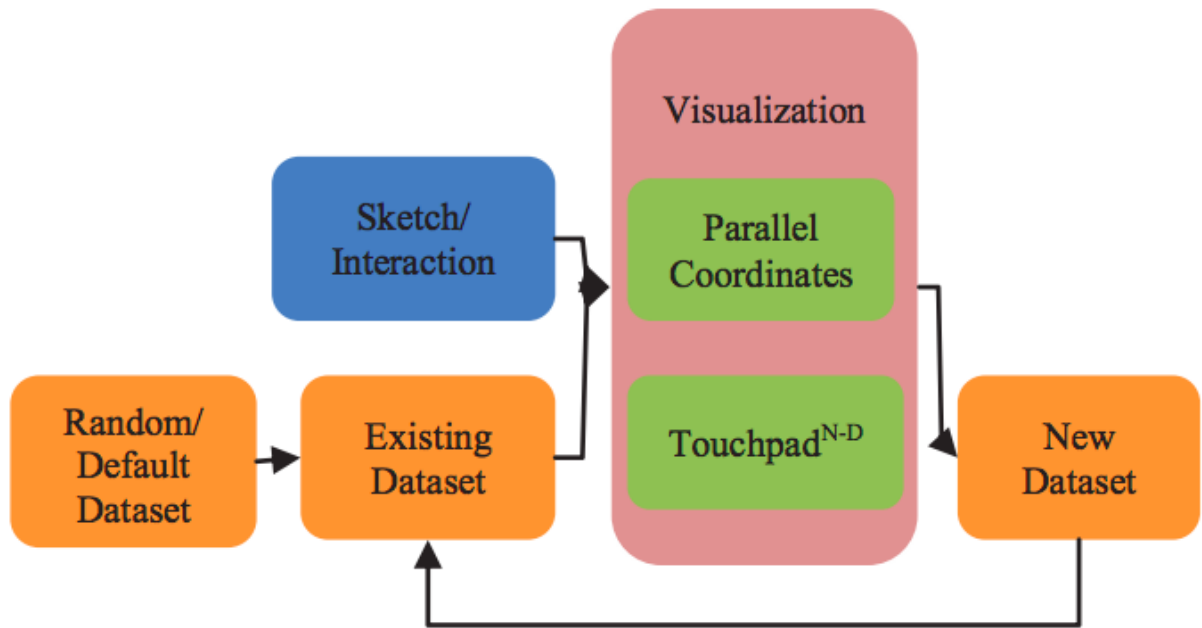 Visualization
Sketch/
Interaction
Parallel
Coordinates
Random/
Default
Dataset
Existing
Dataset
Touchpad^N-D
New
Dataset